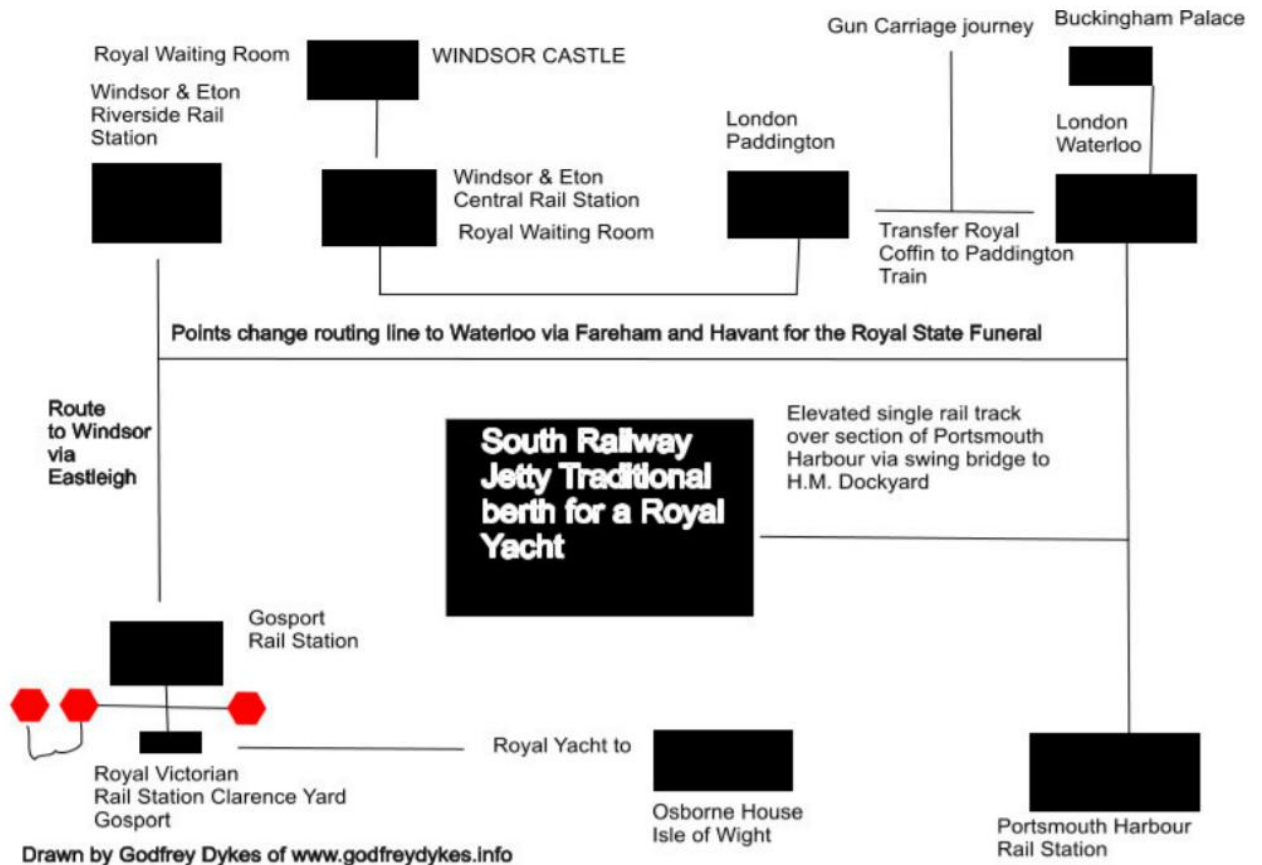 Gun Carriage journey
Buckingham Palace
Royal Waiting Room
WINDSOR CASTLE
Windsor & Eton
Riverside Rail
Station
London
Paddington
London
Waterloo
Windsor & Eton
Central Rail Station
Royal Waiting Room
Transfer Royal
Coffin to Paddington
Train
Points change routing line to Waterloo via Fareham and Havant for the Royal State Funeral
Route
to Windsor
via
Eastleigh
South Railway
Jetty Traditional
berth for a Royal
Yacht
Elevated single rail track
over section of Portsmouth
Harbour via swing bridge to
H.M. Dockyard
Gosport
Rail Station
Royal Yacht to
Royal Victorian
Rail Station Clarence Yard
Gosport
Osborne House
Isle of Wight
Portsmouth Harbour
Rail Station
Drawn by Godfrey Dykes of www.godfreydykes.info